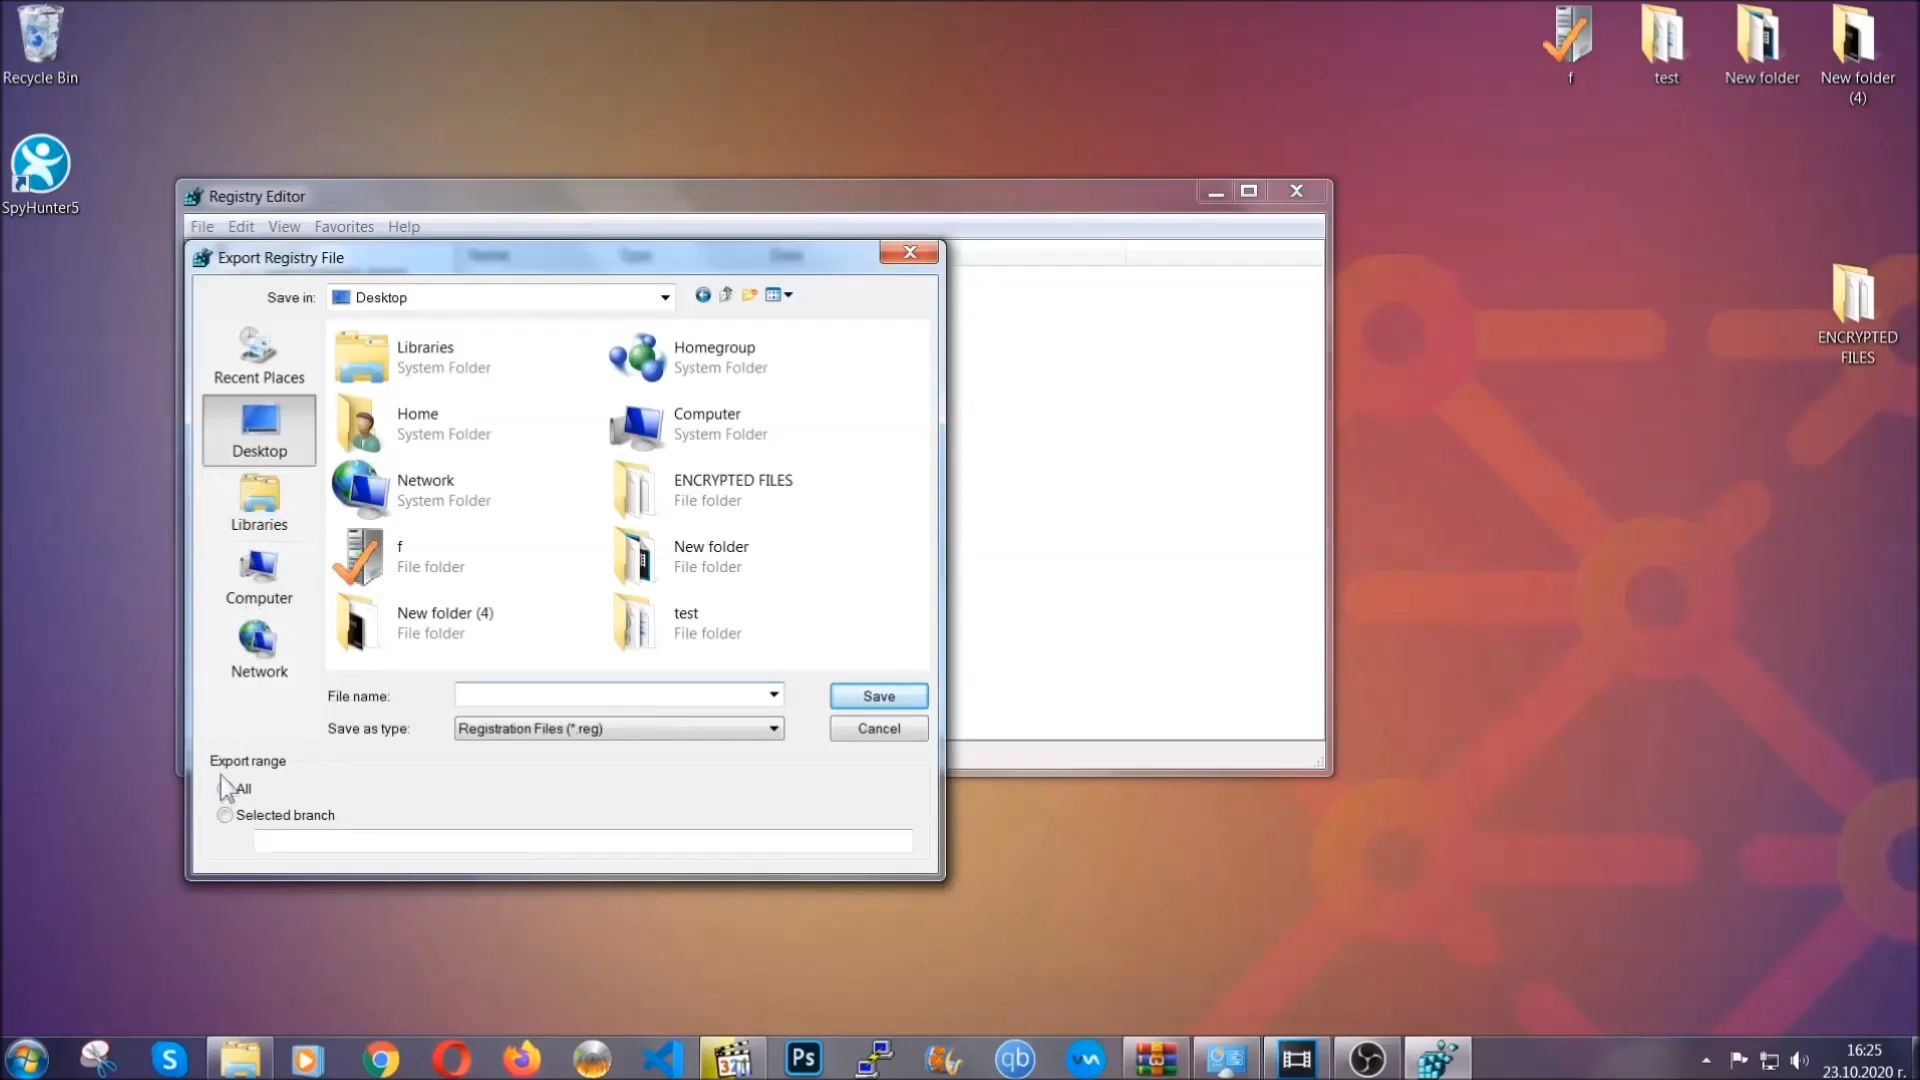 Recycle Bin
SpyHunter5
f
test
New folder
New folder
(4)
ENCRYPTED
FILES
Registry Editor
File Edit View Favorites Help
Export Registry File
Save in:
Desktop
Recent Places
Desktop
Libraries
Computer
Network
Libraries
System Folder
Homegroup
System Folder
Home
System Folder
Computer
System Folder
Network
System Folder
ENCRYPTED FILES
File folder
f
File folder
New folder
File folder
New folder (4)
File folder
test
File folder
File name:
Save
Save as type:
Registration Files (*.reg)
Cancel
Export range
All
Selected branch
S
321
Ps
qb
16:25
23.10.2020 г.